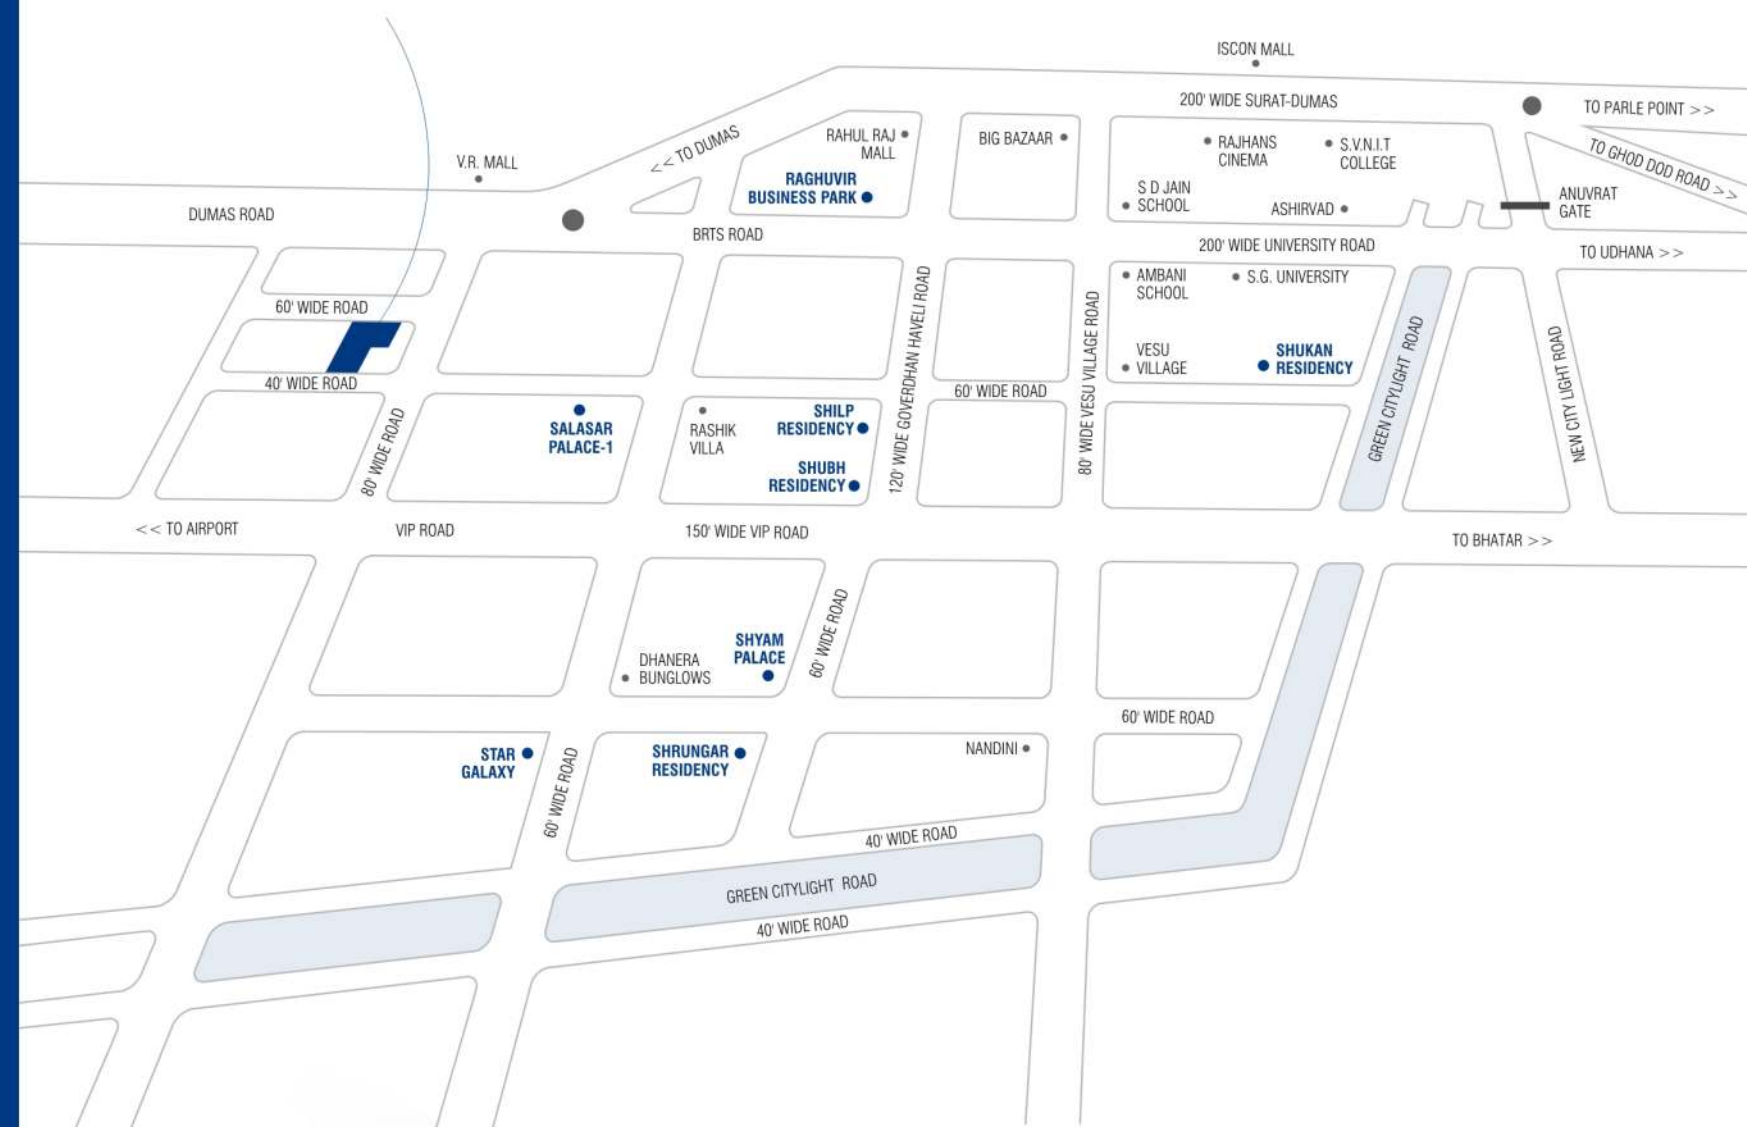 ISCON MALL
200' WIDE SURAT-DUMAS
TO PARLE POINT >>
<< TO DUMAS
RAHUL RAJ
MALL
BIG BAZAAR
RAJHANS
CINEMA
S.V.N.I.T
COLLEGE
TO GHOD DOD ROAD >>
V.R. MALL
RAGHUVIR
BUSINESS PARK
S D JAIN
SCHOOL
ASHIRVAD
ANUVRAT
GATE
DUMAS ROAD
BRTS ROAD
200' WIDE UNIVERSITY ROAD
TO UDHANA >>
AMBANI
SCHOOL
S.G. UNIVERSITY
60' WIDE ROAD
120' WIDE GOVERDHAN HAVELI ROAD
80' WIDE VESU VILLAGE ROAD
VESU
VILLAGE
SHUKAN
RESIDENCY
GREEN CITYLIGHT ROAD
NEW CITY LIGHT ROAD
40' WIDE ROAD
60' WIDE ROAD
80' WIDE ROAD
SALASAR
PALACE-1
RASHIK
VILLA
SHILP
RESIDENCY
SHUBH
RESIDENCY
<< TO AIRPORT
VIP ROAD
150' WIDE VIP ROAD
TO BHATAR >>
60' WIDE ROAD
DHANERA
BUNGLOWS
SHYAM
PALACE
60' WIDE ROAD
STAR
GALAXY
60' WIDE ROAD
SHRUNGAR
RESIDENCY
NANDINI
40' WIDE ROAD
GREEN CITYLIGHT ROAD
40' WIDE ROAD